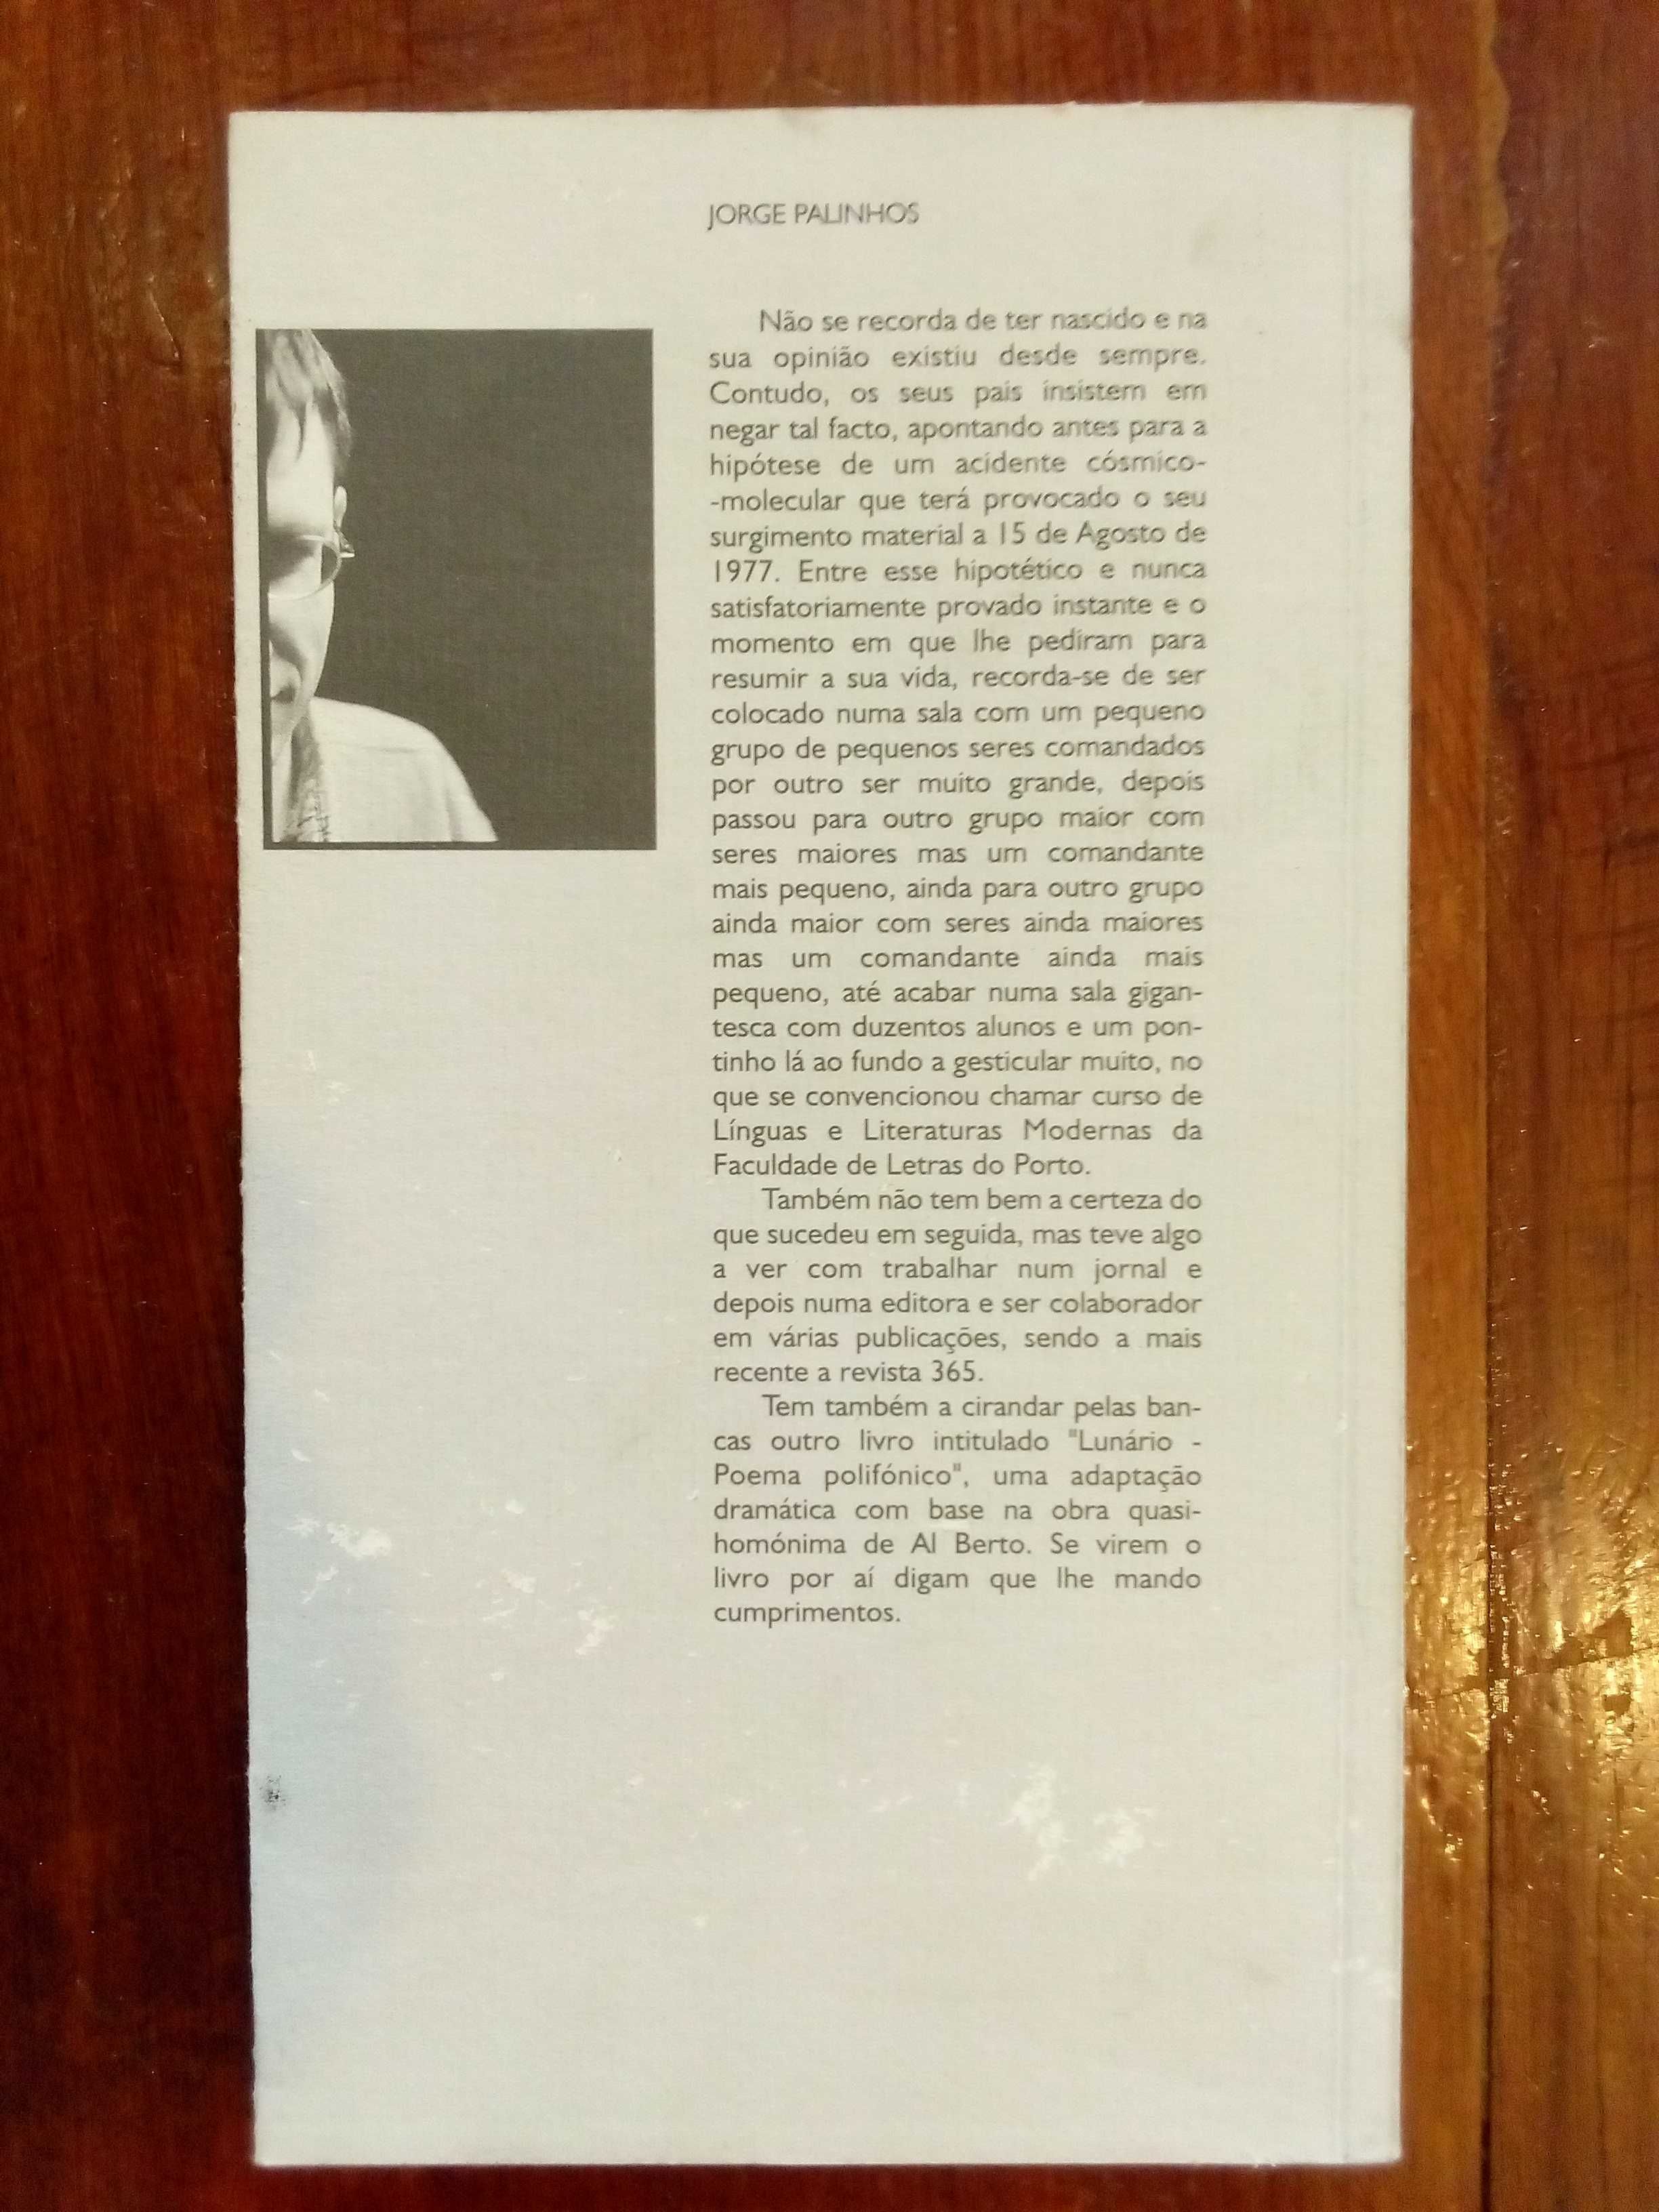 JORGE PALINHOS
Não se recorda de ter nascido e na
sua opinião existiu desde sempre.
Contudo, os seus pais insistem em
negar tal facto, apontando antes para a
hipótese de um acidente cósmico-
-molecular que terá provocado o seu
surgimento material a 15 de Agosto de
1977. Entre esse hipotético e nunca
satisfatoriamente provado instante e o
momento em que lhe pediram para
resumir a sua vida, recorda-se de ser
colocado numa sala com um pequeno
grupo de pequenos seres comandados
por outro ser muito grande, depois
passou para outro grupo maior com
seres maiores mas um comandante
mais pequeno, ainda para outro grupo
ainda maior com seres ainda maiores
mas um comandante ainda mais
pequeno, até acabar numa sala gigan-
tesca com duzentos alunos e um pon-
tinho lá ao fundo a gesticular muito, no
que se convencionou chamar curso de
Línguas e Literaturas Modernas da
Faculdade de Letras do Porto.
Também não tem bem a certeza do
que sucedeu em seguida, mas teve algo
a ver com trabalhar num jornal e
depois numa editora e ser colaborador
em várias publicações, sendo a mais
recente a revista 365.
Tem também a cirandar pelas ban-
cas outro livro intitulado "Lunário -
Poema polifónico", uma adaptação
dramática com base na obra quasi-
homónima de Al Berto. Se virem o
livro por aí digam que lhe mando
cumprimentos.